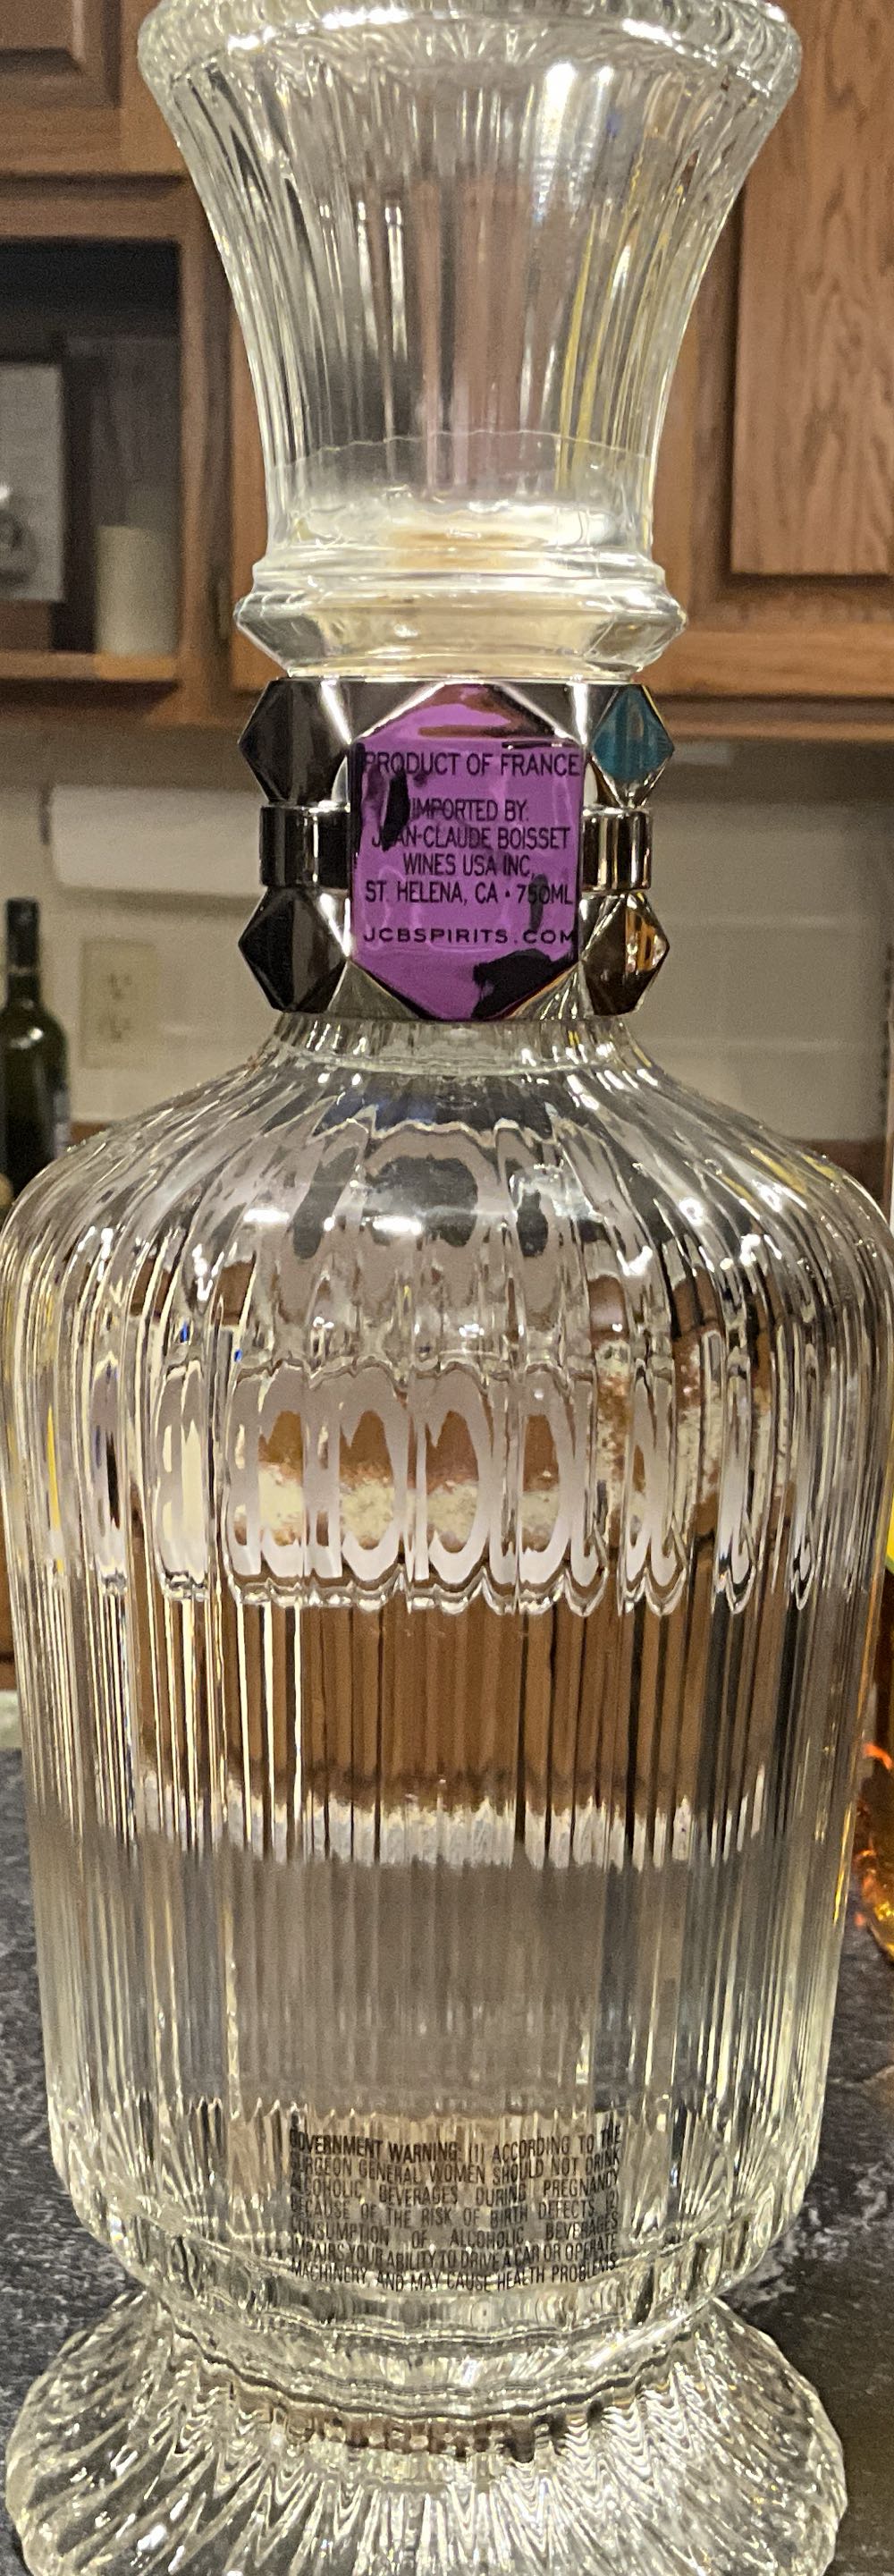 PRODUCT OF FRANCE
IMPORTED BY:
JEAN-CLAUDE BOISSET
WINES USA INC,
ST. HELENA, CA • 750ML
JCBSPIRITS.COM
GOVERNMENT WARNING: (1) ACCORDING TO THE
SURGEON GENERAL WOMEN SHOULD NOT DRINK
ALCOHOLIC BEVERAGES DURING PREGNANCY
BECAUSE OF THE RISK OF BIRTH DEFECTS (2)
CONSUMPTION OF ALCOHOLIC BEVERAGES
IMPAIRS YOUR ABILITY TO DRIVE A CAR OR OPERATE
MACHINERY, AND MAY CAUSE HEALTH PROBLEMS.